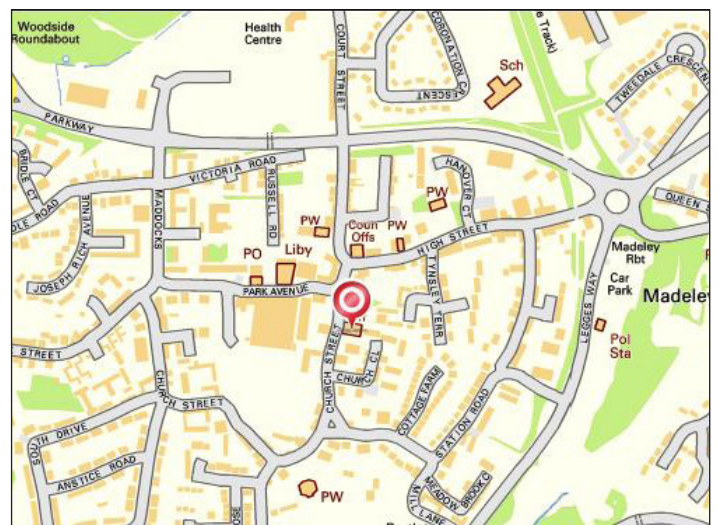 Woodside
Roundabout
Health
Centre
COURT
STREET
CORONATION
CRESCENT
Sch
e Track)
TWEEDALE CRESCENT
PARKWAY
BRIDLE CT
VICTORIA ROAD
RUSSELL RD
HANOVER CT
PW
PW
Coun
Offs
PW
QUEEN S
DLE ROAD
JOSEPH RICH AVENUE
MADDOCKS
PO
Liby
HIGH STREET
TYNSLEY TERR
Madeley
Rbt
Car
Park
Madeley
LEGGES WAY
PARK AVENUE
Pol
Sta
STREET
CHURCH STREET
CHURCH STREET
CHURCH CL
COTTAGE FARM
STATION ROAD
SOUTH DRIVE
ANSTICE ROAD
PW
MEADOW
BROOK C
MILL LANE